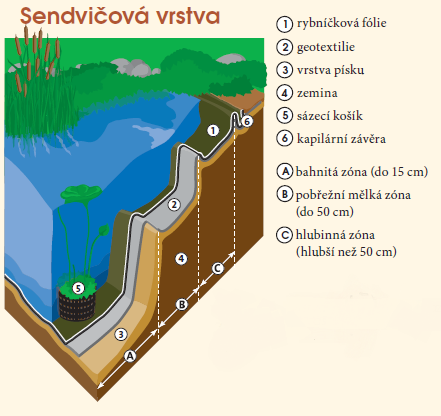 Sendvičová vrstva
1 rybníčková fólie
2 geotextilie
3 vrstva písku
4 zemina
5 sázecí košík
6 kapilární závěra
A bahnitá zóna (do 15 cm)
B pobřežní mělká zóna
(do 50 cm)
C hlubinná zóna
(hlubší než 50 cm)
1
6
2
4
C
5
B
3
A